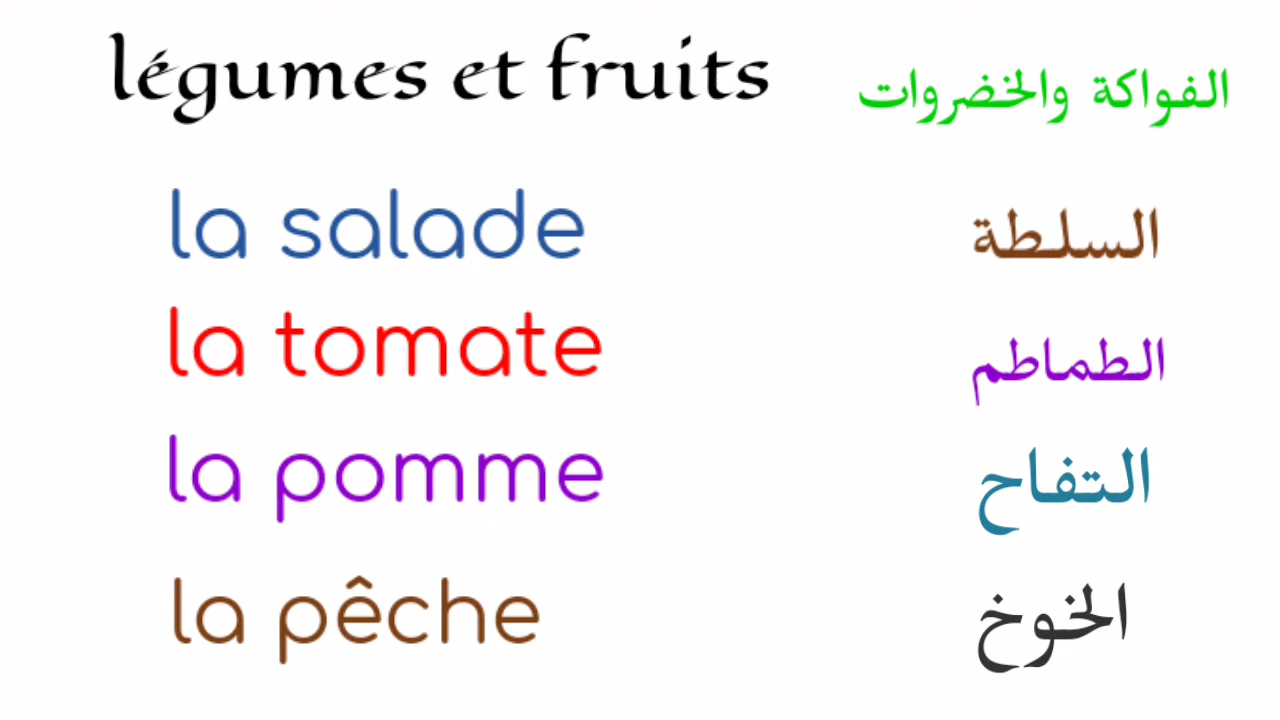 légumes et fruits الفواكة والخضروات
la salade السلطة
la tomate الطماطم
la pomme التفاح
la pêche الخوخ